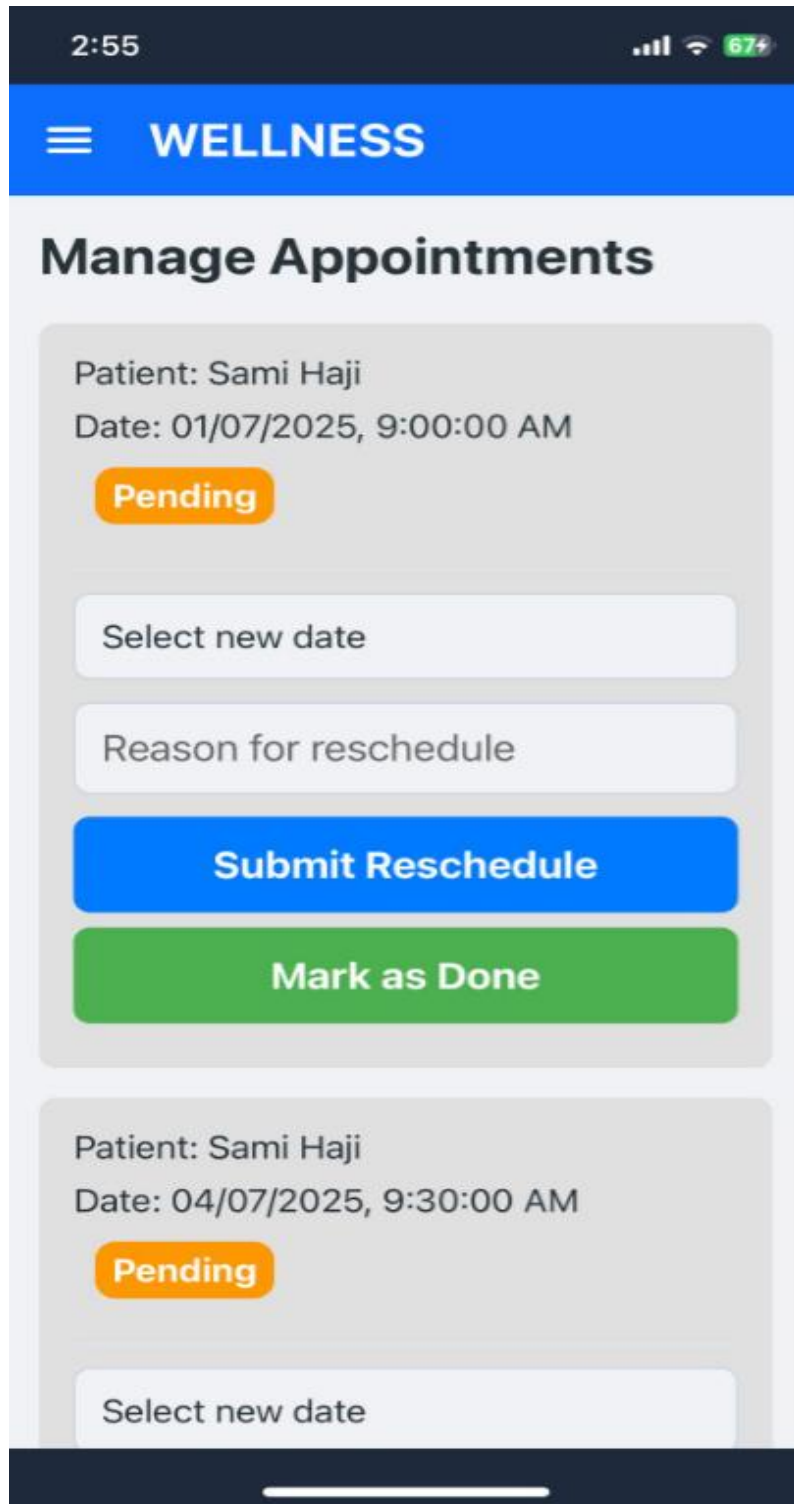 2:55
67
WELLNESS
Manage Appointments
Patient: Sami Haji
Date: 01/07/2025, 9:00:00 AM
Pending
Select new date
Reason for reschedule
Submit Reschedule
Mark as Done
Patient: Sami Haji
Date: 04/07/2025, 9:30:00 AM
Pending
Select new date